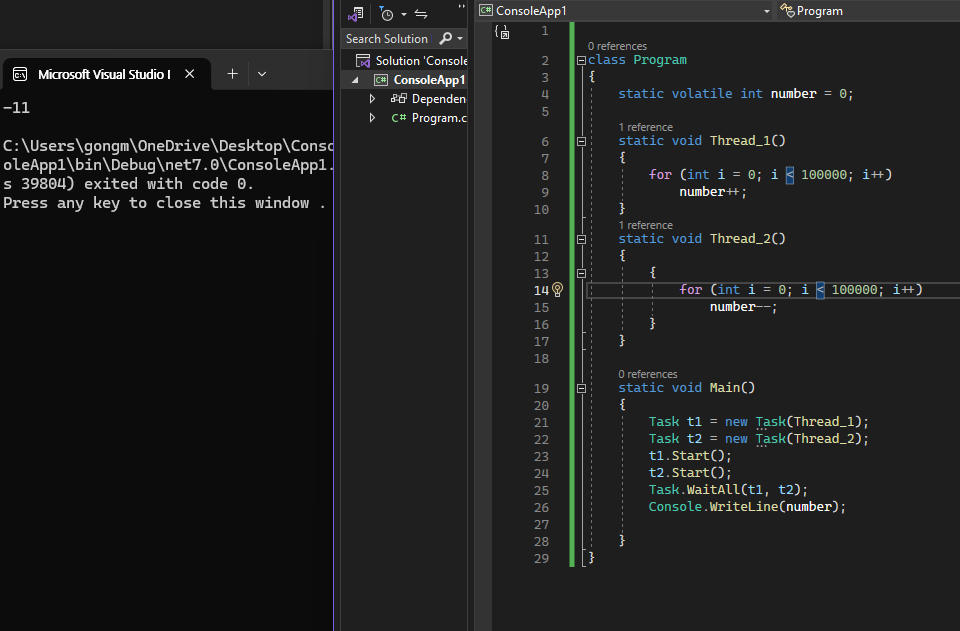 Microsoft Visual Studio
-11
C:\Users\gongm\OneDrive\Desktop\Conso
oleApp1\bin\Debug\net7.0\ConsoleApp1.
s 39804) exited with code 0.
Press any key to close this window .
Search Solution
Solution 'Console
C# ConsoleApp1
Dependen
C# Program.c
C# ConsoleApp1
Program
1
0 references
2 class Program
3 {
4 static volatile int number = 0;
5
1 reference
6 static void Thread_1()
7 {
8 for (int i = 0; i < 100000; i++)
9 number++;
10 }
1 reference
11 static void Thread_2()
12 {
13 {
14 for (int i = 0; i < 100000; i++)
15 number--;
16 }
17 }
18
0 references
19 static void Main()
20 {
21 Task t1 = new Task(Thread_1);
22 Task t2 = new Task(Thread_2);
23 t1.Start();
24 t2.Start();
25 Task.WaitAll(t1, t2);
26 Console.WriteLine(number);
27
28 }
29 }